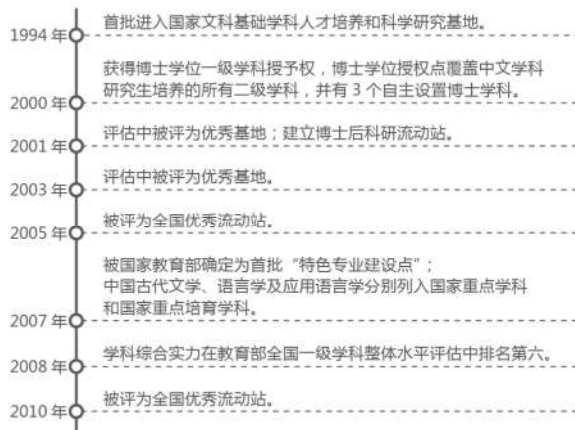 首批进入国家文科基础学科人才培养和科学研究基地。
1994 年
获得博士学位一级学科授予权，博士学位授权点覆盖中文学科
研究生培养的所有二级学科，并有 3 个自主设置博士学科。
2000 年
评估中被评为优秀基地；建立博士后科研流动站。
2001 年
评估中被评为优秀基地。
2003 年
被评为全国优秀流动站。
2005 年
被国家教育部确定为首批“特色专业建设点”；
中国古代文学、语言学及应用语言学分别列入国家重点学科
和国家重点培育学科。
2007 年
学科综合实力在教育部全国一级学科整体水平评估中排名第六。
2008 年
被评为全国优秀流动站。
2010 年